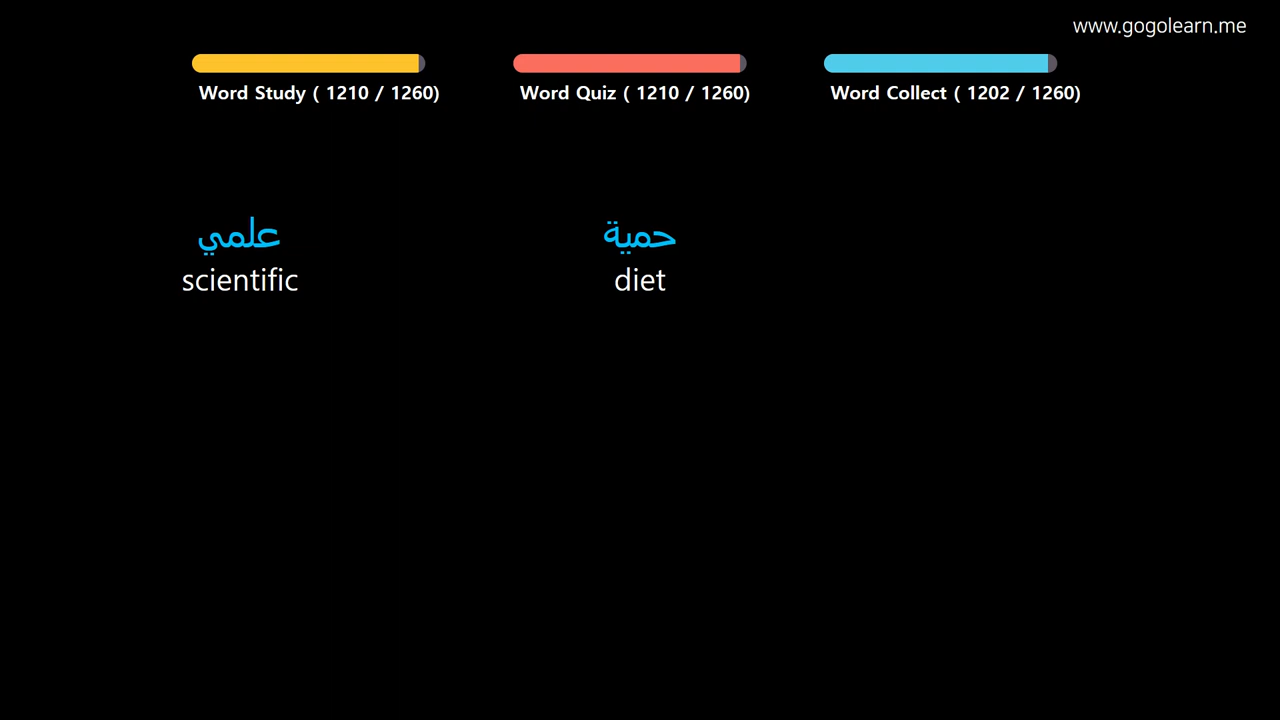 www.gogolearn.me
Word Study ( 1210 / 1260)
Word Quiz ( 1210 / 1260)
Word Collect ( 1202 / 1260)
علمي
scientific
حمية
diet